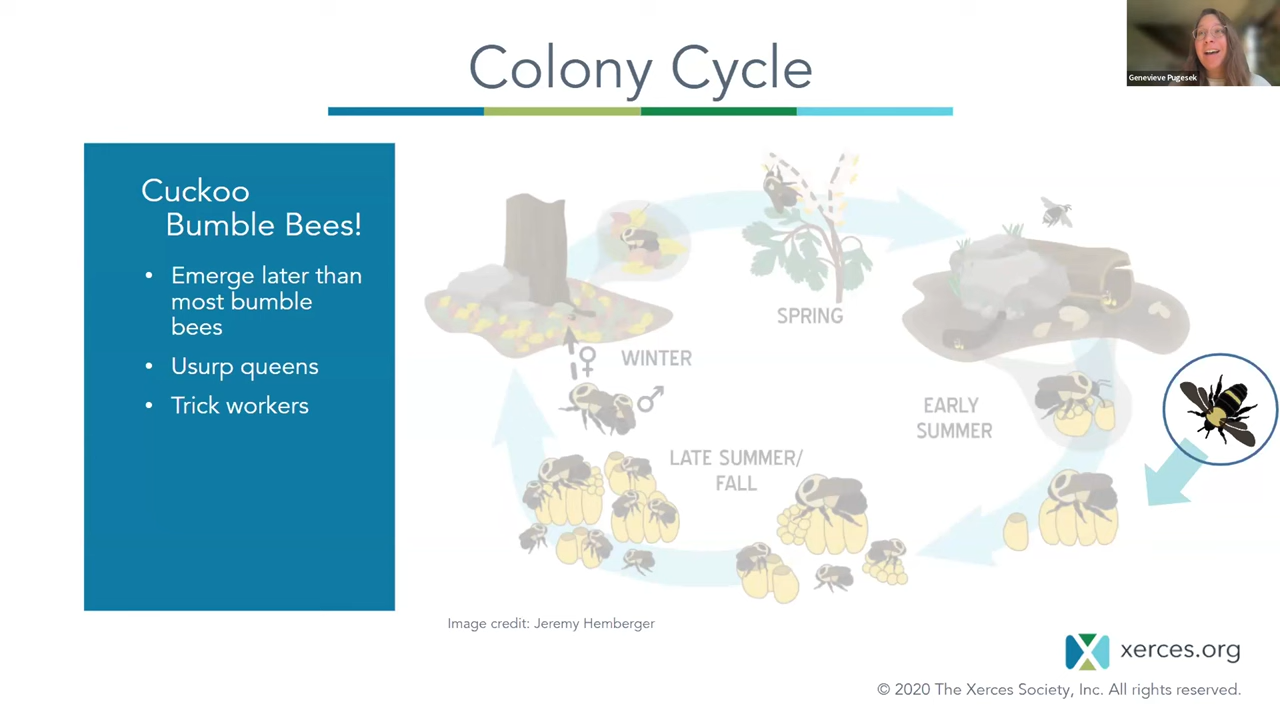 Colony Cycle
Genevieve Pugesek
Cuckoo
Bumble Bees!
• Emerge later than
most bumble
bees
• Usurp queens
• Trick workers
SPRING
WINTER
♀
♂
EARLY
SUMMER
LATE SUMMER/
FALL
Image credit: Jeremy Hemberger
xerces.org
© 2020 The Xerces Society, Inc. All rights reserved.